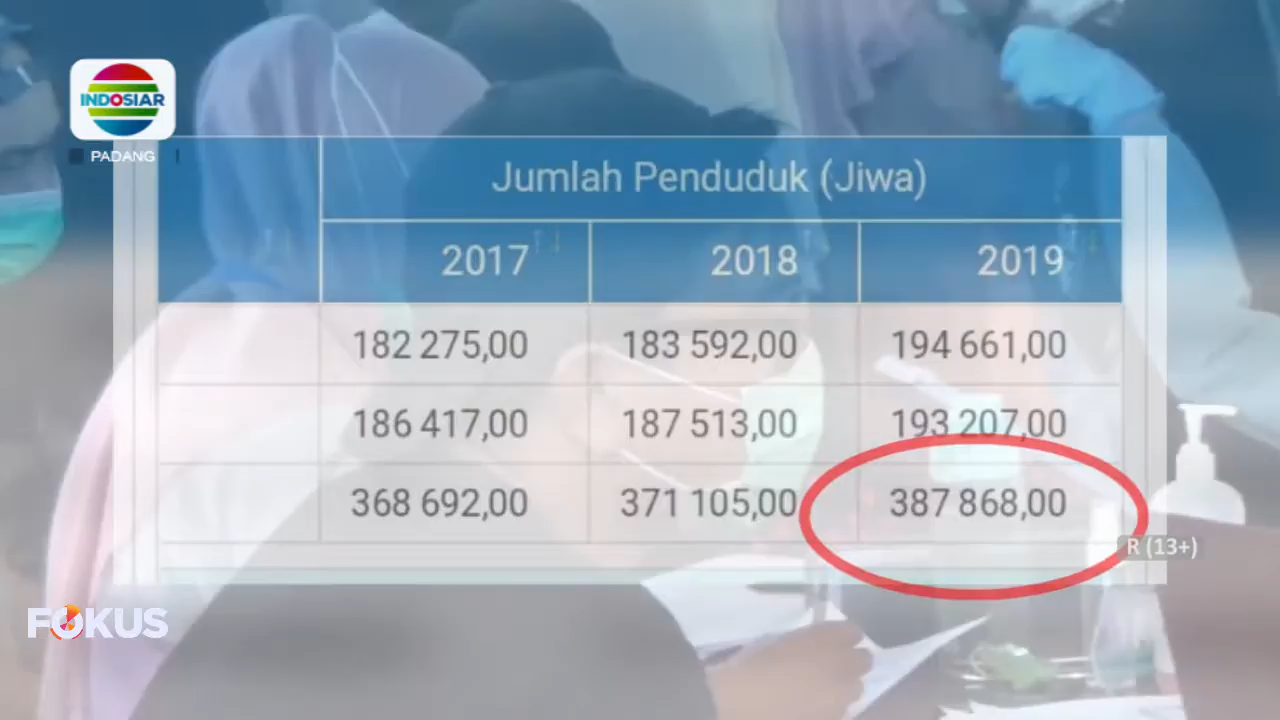 INDOSIAR
PADANG
Jumlah Penduduk (Jiwa)
2017 2018 2019
182 275,00 183 592,00 194 661,00
186 417,00 187 513,00 193 207,00
368 692,00 371 105,00 387 868,00
R (13+)
FOKUS